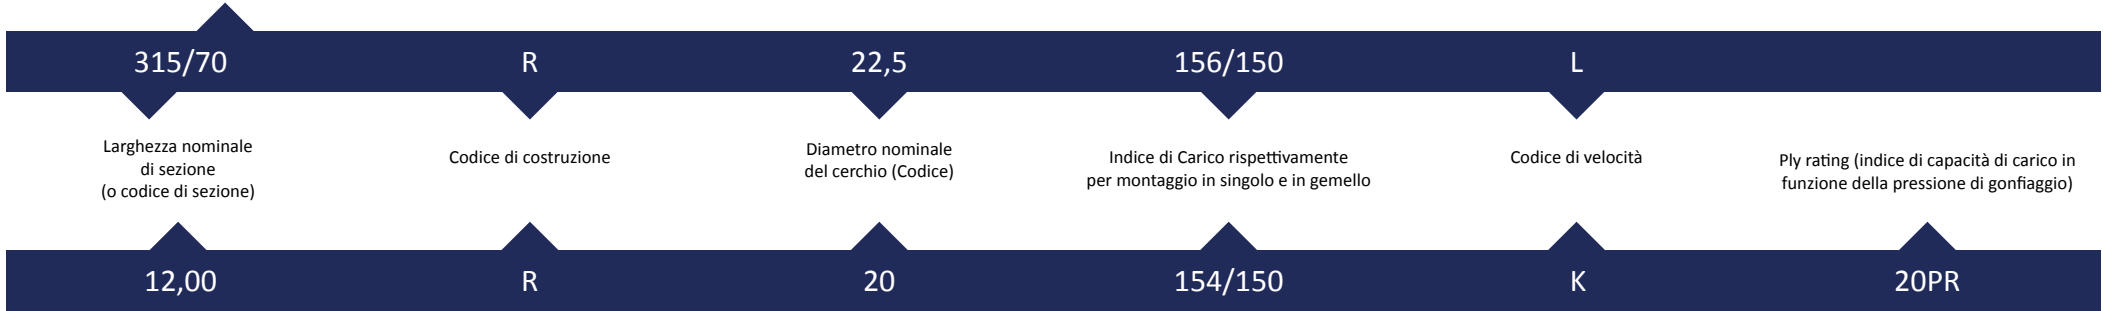 315/70 R 22,5 156/150 L
Larghezza nominale
di sezione
(o codice di sezione)
Codice di costruzione
Diametro nominale
del cerchio (Codice)
Indice di Carico rispettivamente
per montaggio in singolo e in gemello
Codice di velocità
Ply rating (indice di capacità di carico in
funzione della pressione di gonfiaggio)
12,00 R 20 154/150 K 20PR